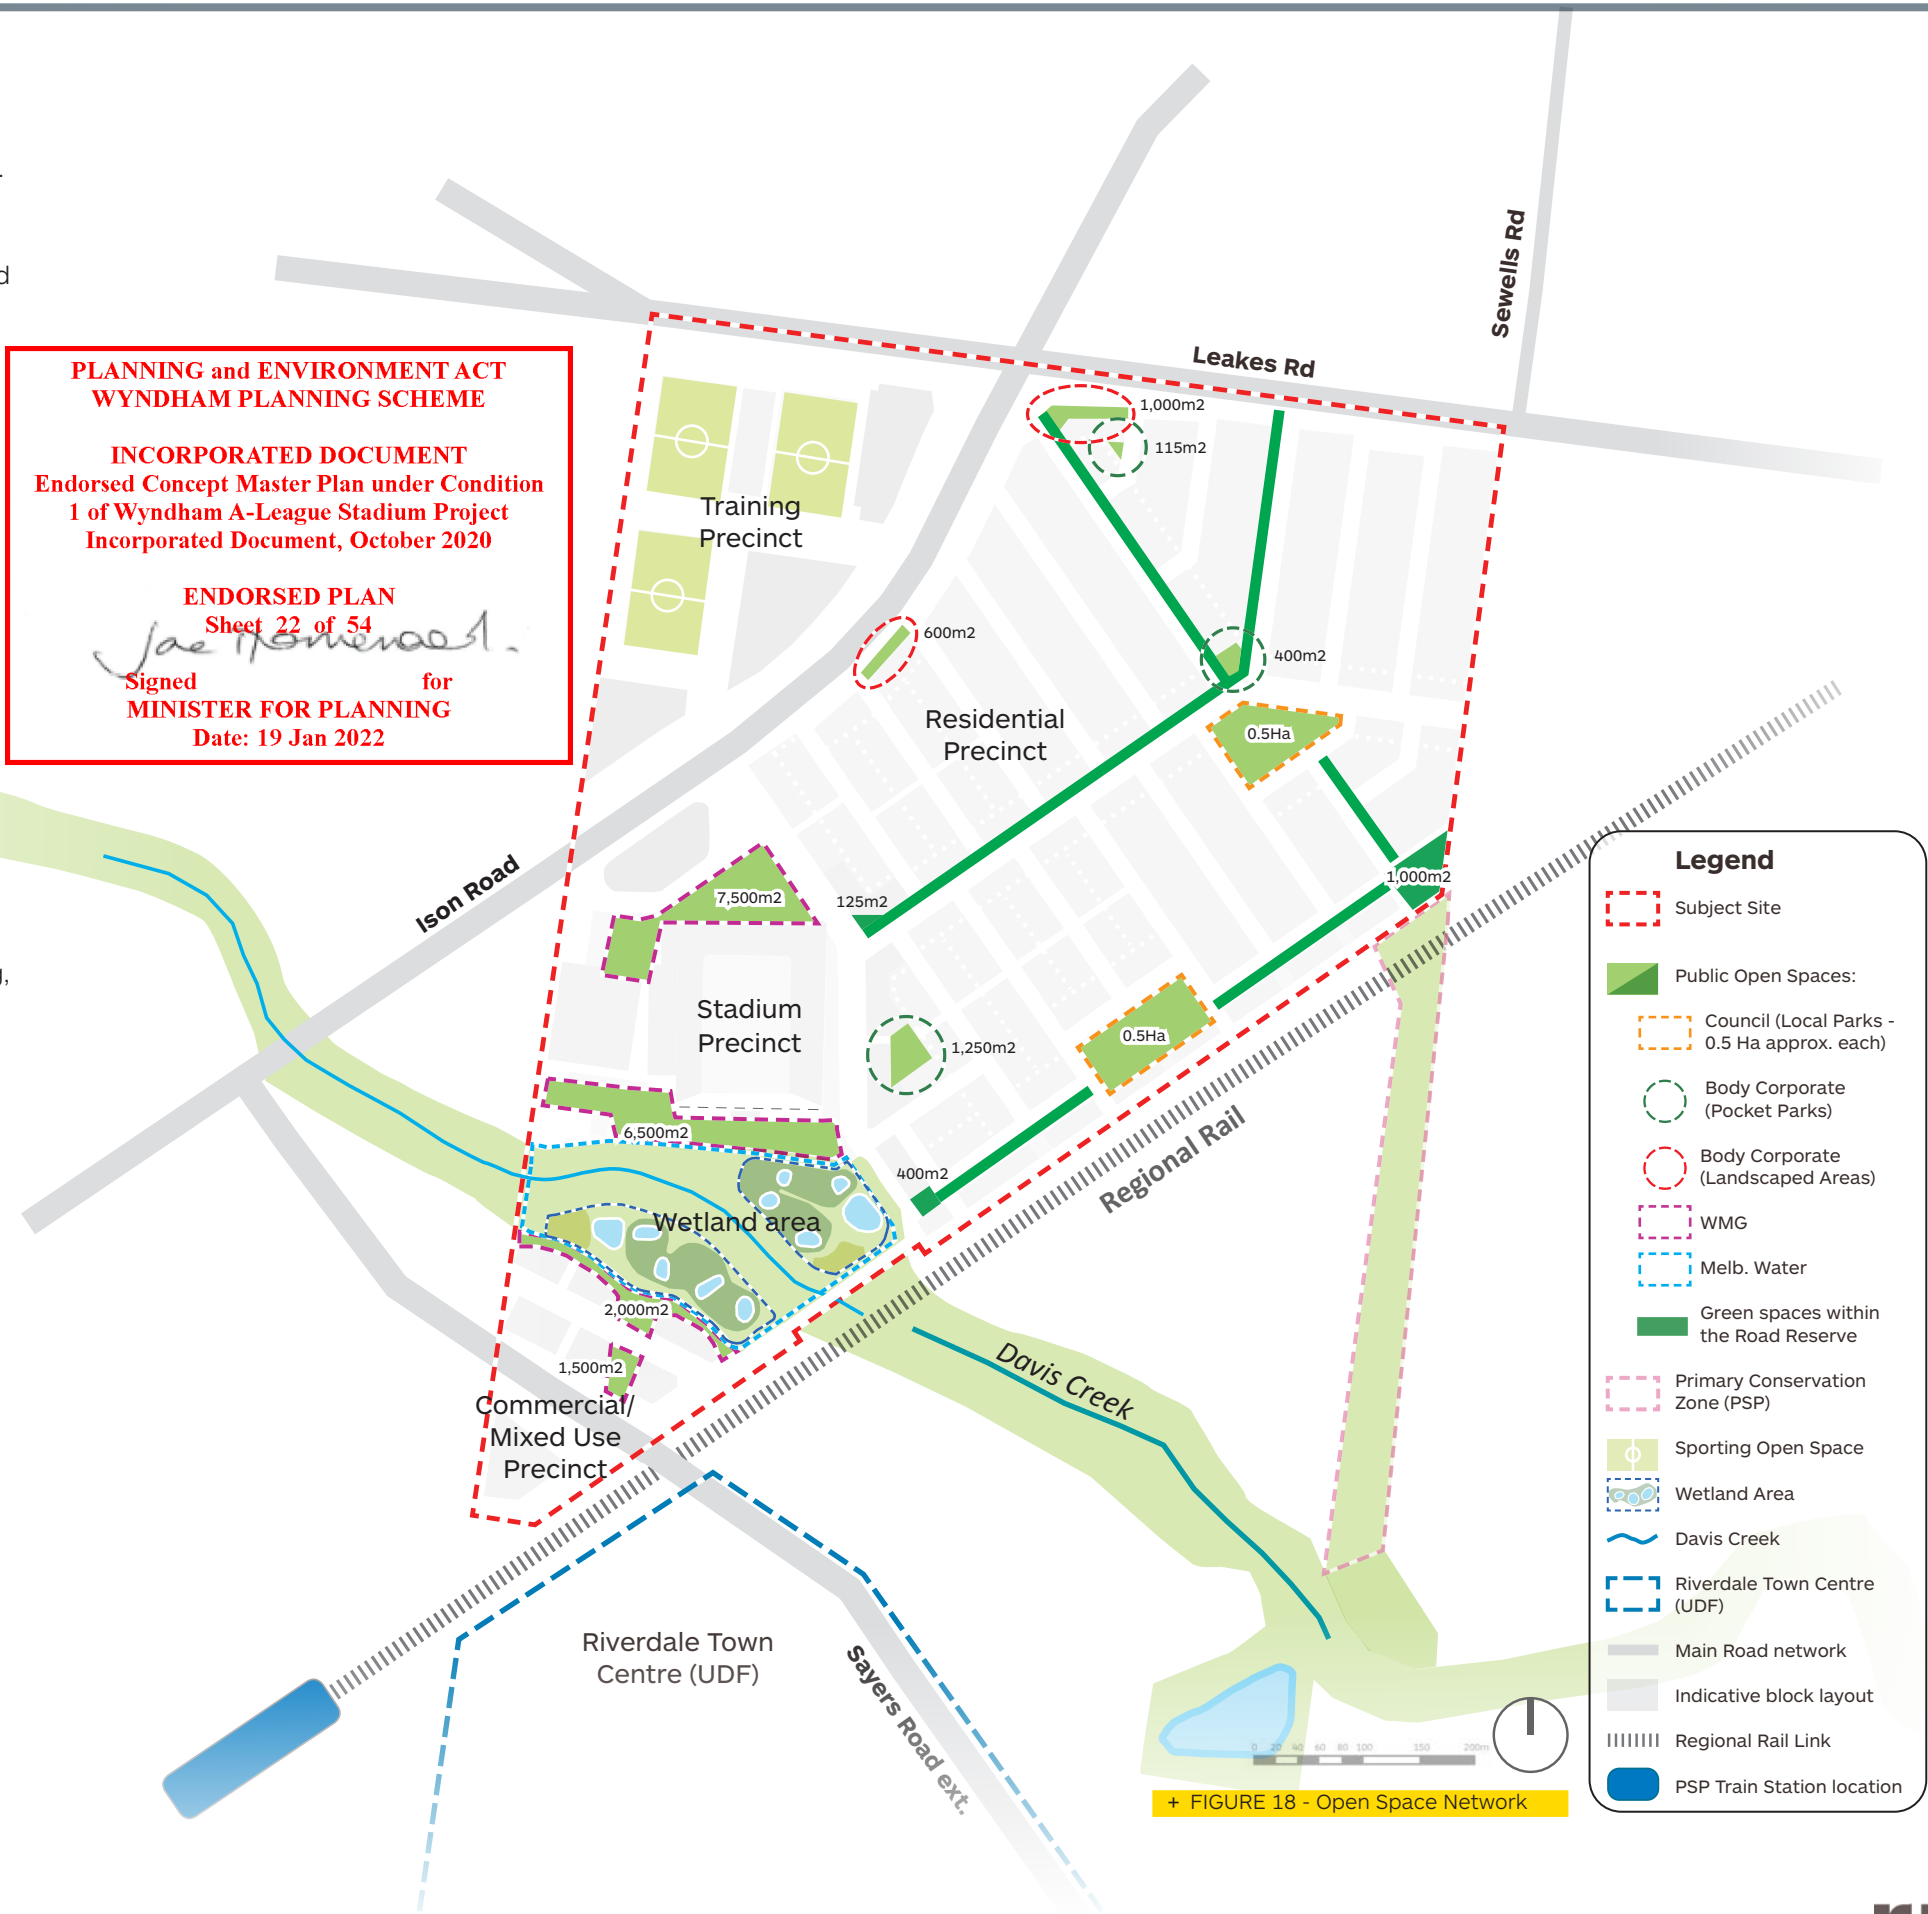 d
g,
PLANNING and ENVIRONMENT ACT
WYNDHAM PLANNING SCHEME
INCORPORATED DOCUMENT
Endorsed Concept Master Plan under Condition
1 of Wyndham A-League Stadium Project
Incorporated Document, October 2020
ENDORSED PLAN
Sheet 22 of 54
Signed for
MINISTER FOR PLANNING
Date: 19 Jan 2022
Sewells Rd
Leakes Rd
1,000m2
115m2
Training
Precinct
600m2
400m2
Residential
Precinct
0.5Ha
Ison Road
7,500m2
125m2
1,000m2
Stadium
Precinct
1,250m2
0.5Ha
6,500m2
400m2
Regional Rail
Wetland area
2,000m2
1,500m2
Commercial/
Mixed Use
Precinct
Davis Creek
Riverdale Town
Centre (UDF)
Sayers Road ext.
0 20 40 60 80 100 150 200m
+ FIGURE 18 - Open Space Network
Legend
Subject Site
Public Open Spaces:
Council (Local Parks -
0.5 Ha approx. each)
Body Corporate
(Pocket Parks)
Body Corporate
(Landscaped Areas)
WMG
Melb. Water
Green spaces within
the Road Reserve
Primary Conservation
Zone (PSP)
Sporting Open Space
Wetland Area
Davis Creek
Riverdale Town Centre
(UDF)
Main Road network
Indicative block layout
Regional Rail Link
PSP Train Station location